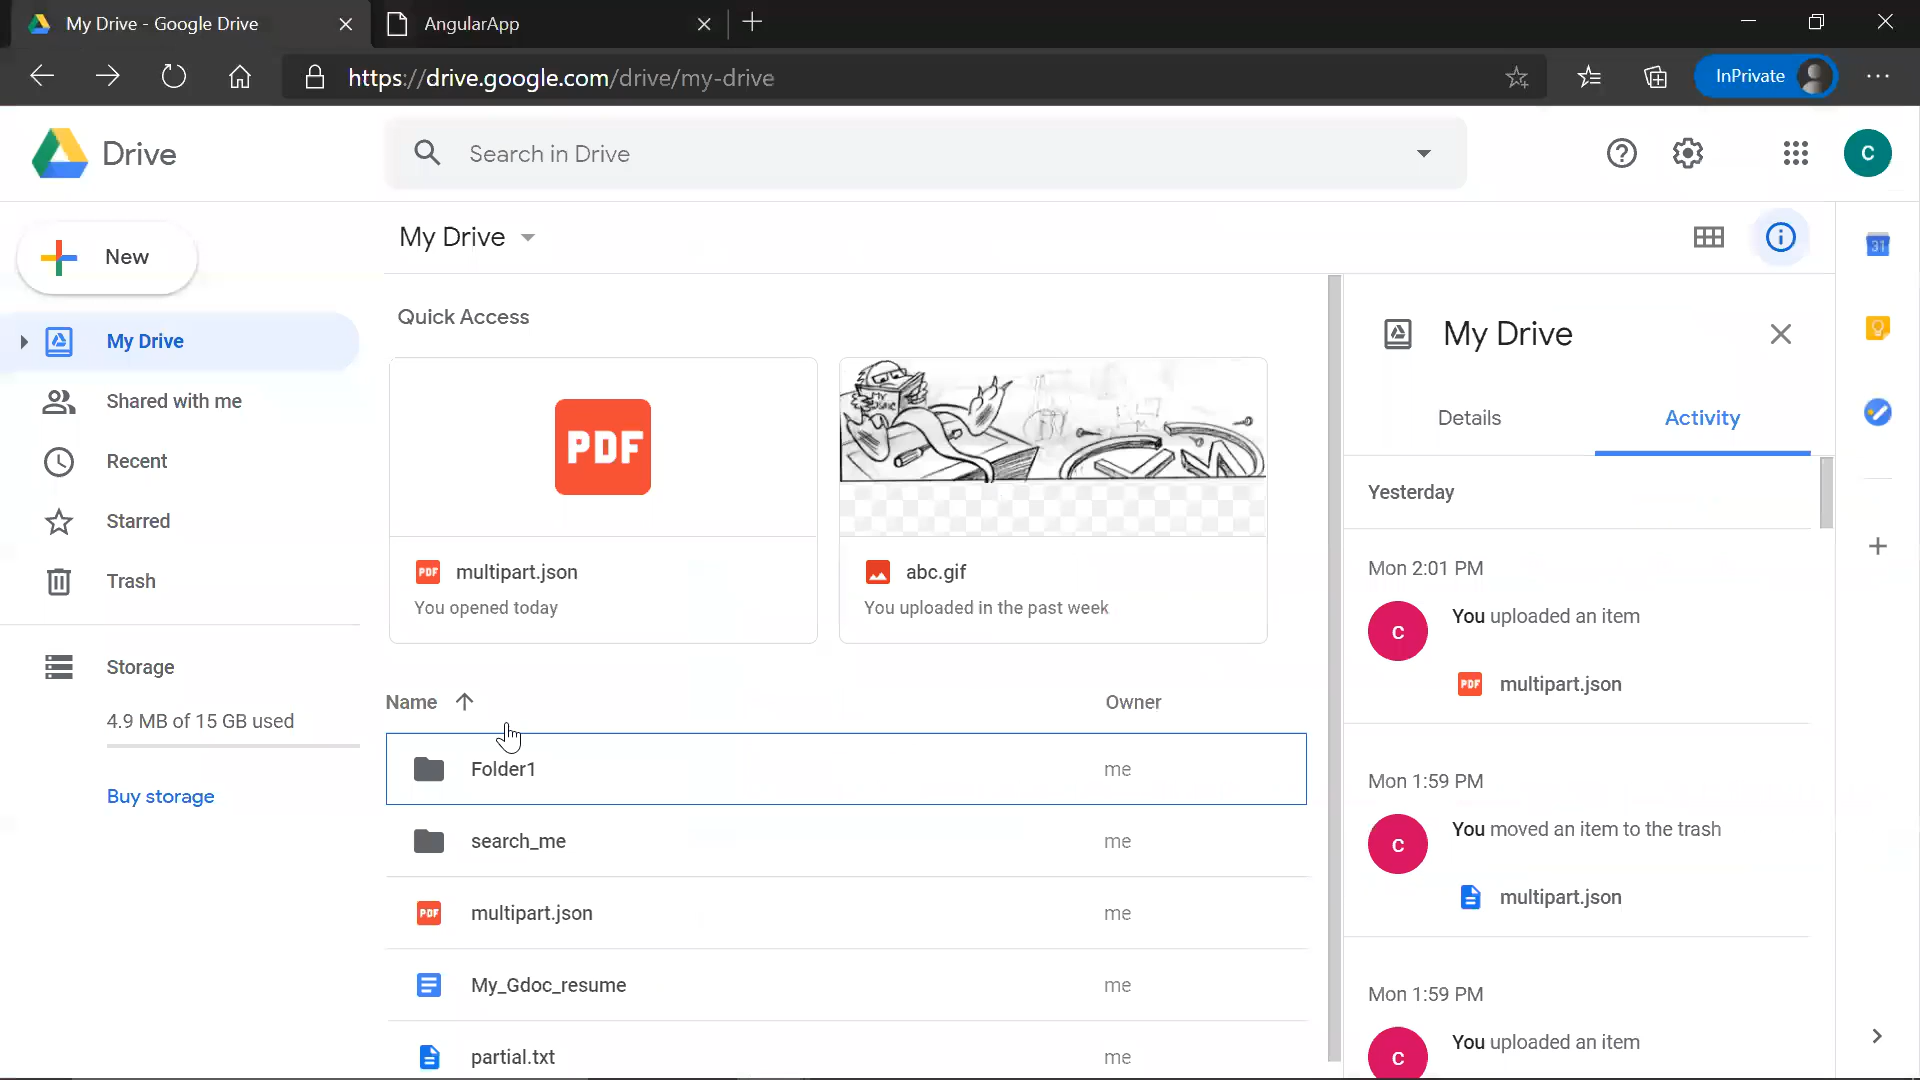 My Drive - Google Drive
AngularApp
https://drive.google.com/drive/my-drive
InPrivate
Drive
Search in Drive
C
New
My Drive
Shared with me
Recent
Starred
Trash
Storage
4.9 MB of 15 GB used
Buy storage
My Drive
Quick Access
PDF
PDF multipart.json
You opened today
abc.gif
You uploaded in the past week
Name
Owner
Folder1
me
search_me
me
PDF multipart.json
me
My_Gdoc_resume
me
partial.txt
me
My Drive
Details
Activity
Yesterday
Mon 2:01 PM
C
You uploaded an item
PDF multipart.json
Mon 1:59 PM
C
You moved an item to the trash
multipart.json
Mon 1:59 PM
C
You uploaded an item
31